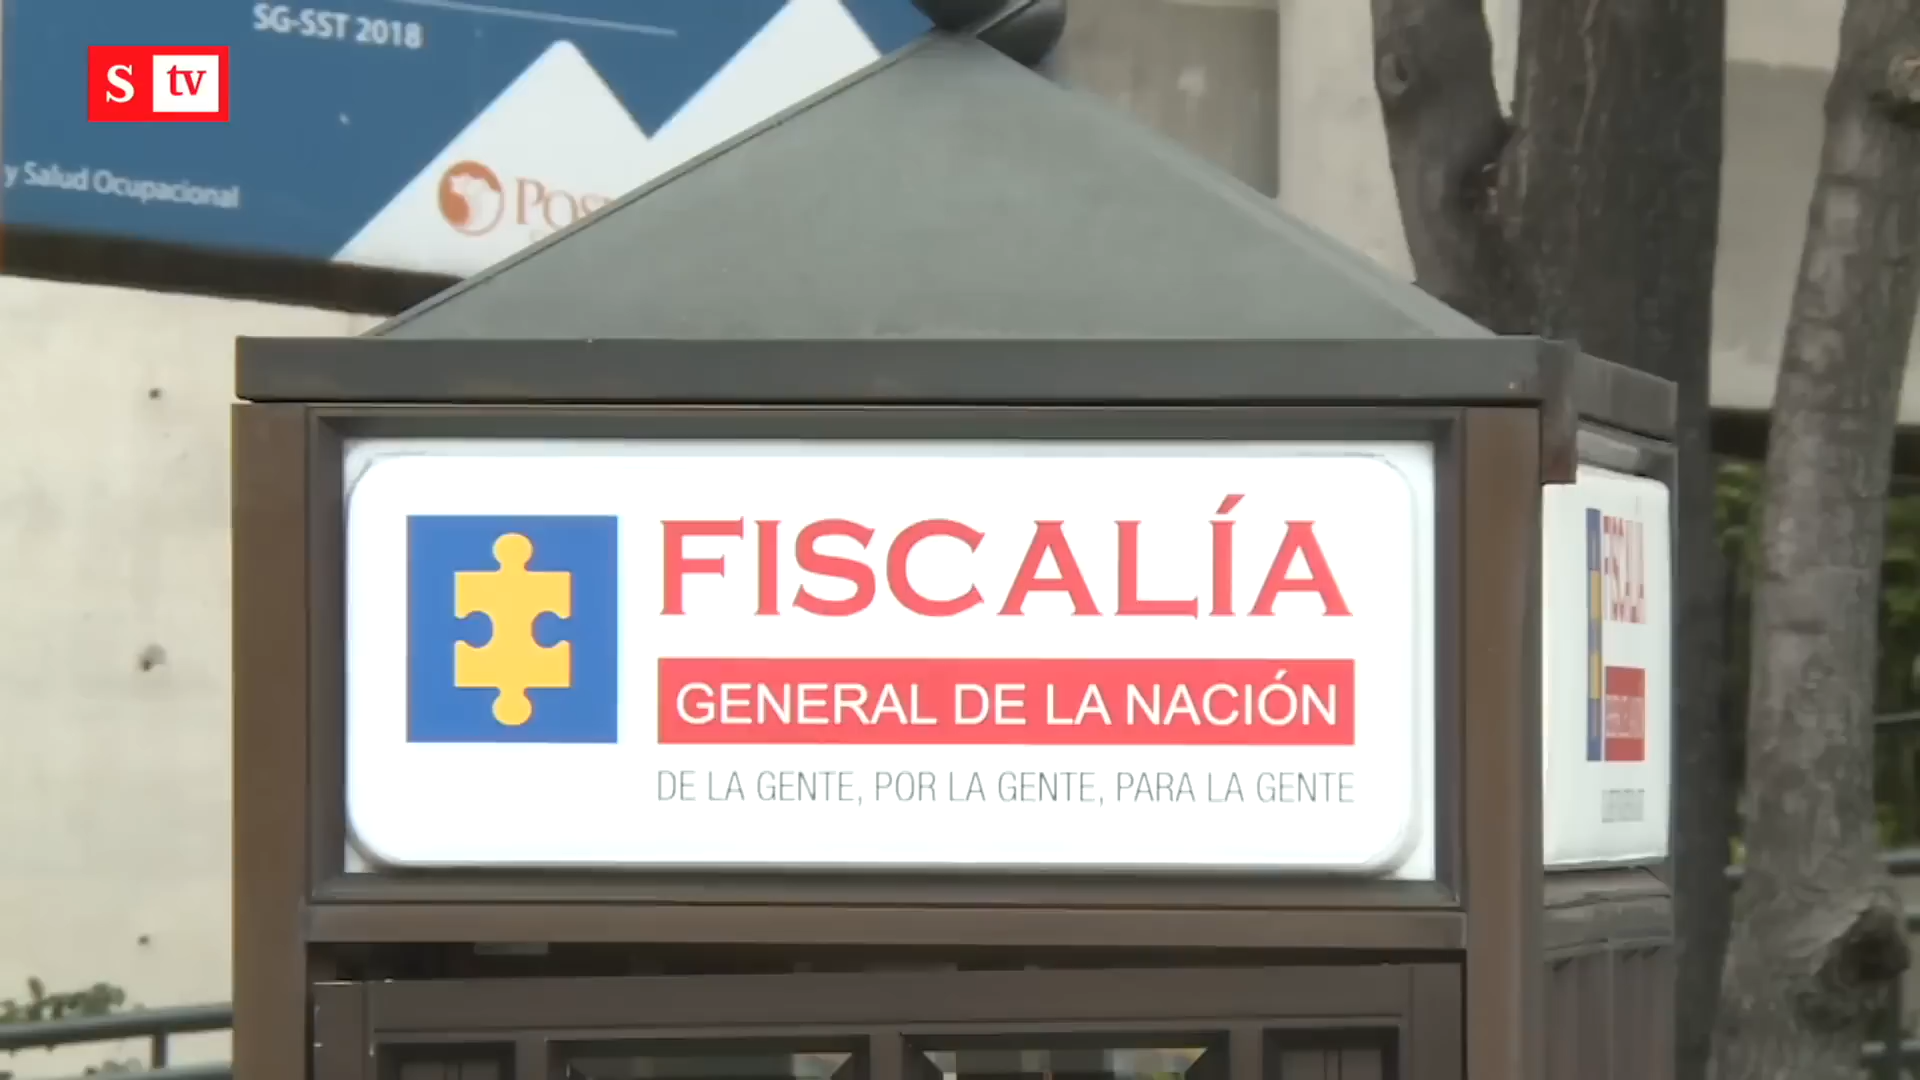 SG-SST 2018
S tv
y Salud Ocupacional
FISCALÍA
GENERAL DE LA NACIÓN
DE LA GENTE, POR LA GENTE, PARA LA GENTE
FISCALÍA